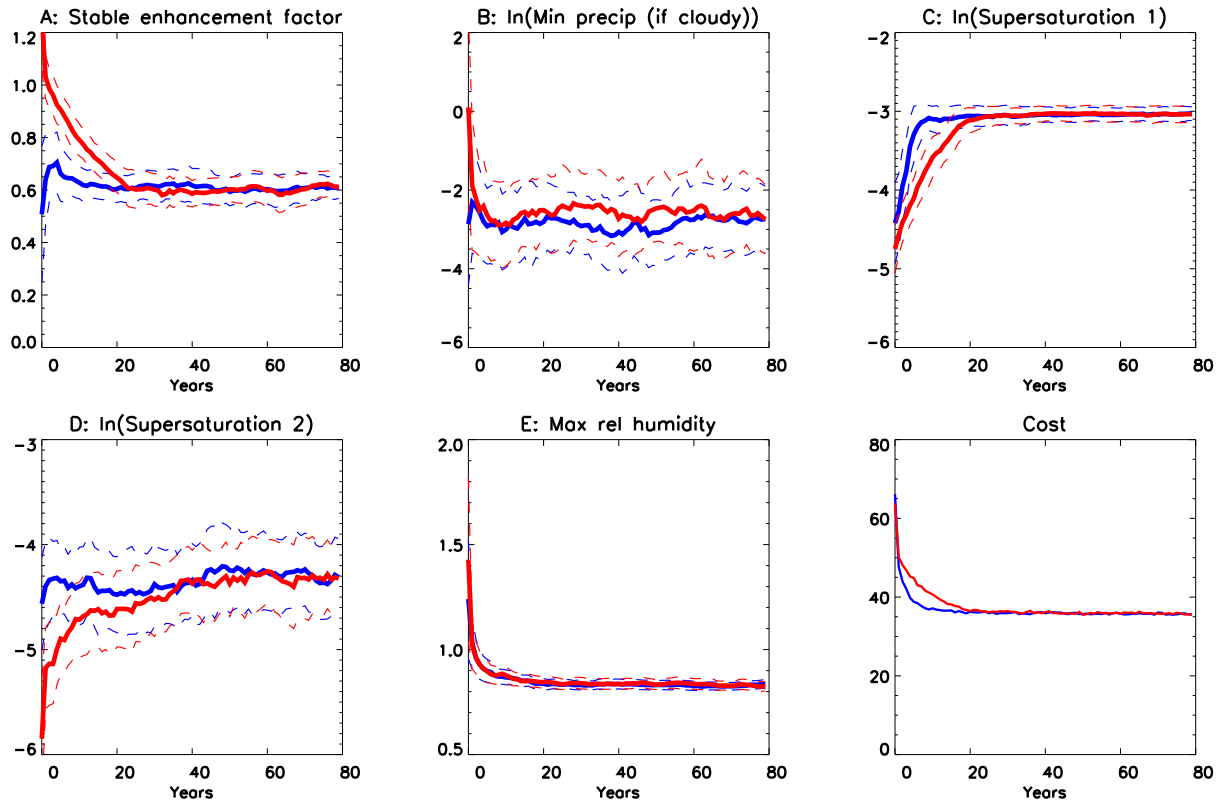 A: Stable enhancement factor
1.2
1.0
0.8
0.6
0.4
0.2
0.0
0 20 40 60 80
Years
B: ln(Min precip (if cloudy))
2
0
−2
−4
−6
0 20 40 60 80
Years
C: ln(Supersaturation 1)
−2
−3
−4
−5
−6
0 20 40 60 80
Years
D: ln(Supersaturation 2)
−3
−4
−5
−6
0 20 40 60 80
Years
E: Max rel humidity
2.0
1.5
1.0
0.5
0 20 40 60 80
Years
Cost
80
60
40
20
0
0 20 40 60 80
Years